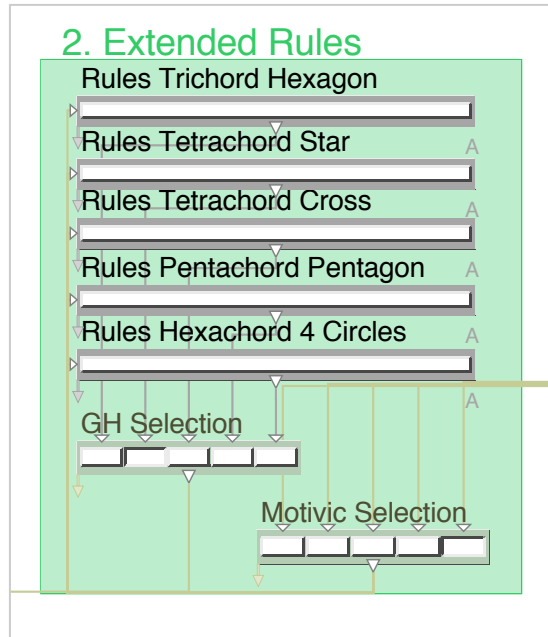 2. Extended Rules
Rules Trichord Hexagon
Rules Tetrachord Star
A
Rules Tetrachord Cross
A
Rules Pentachord Pentagon
A
Rules Hexachord 4 Circles
A
A
GH Selection
Motivic Selection